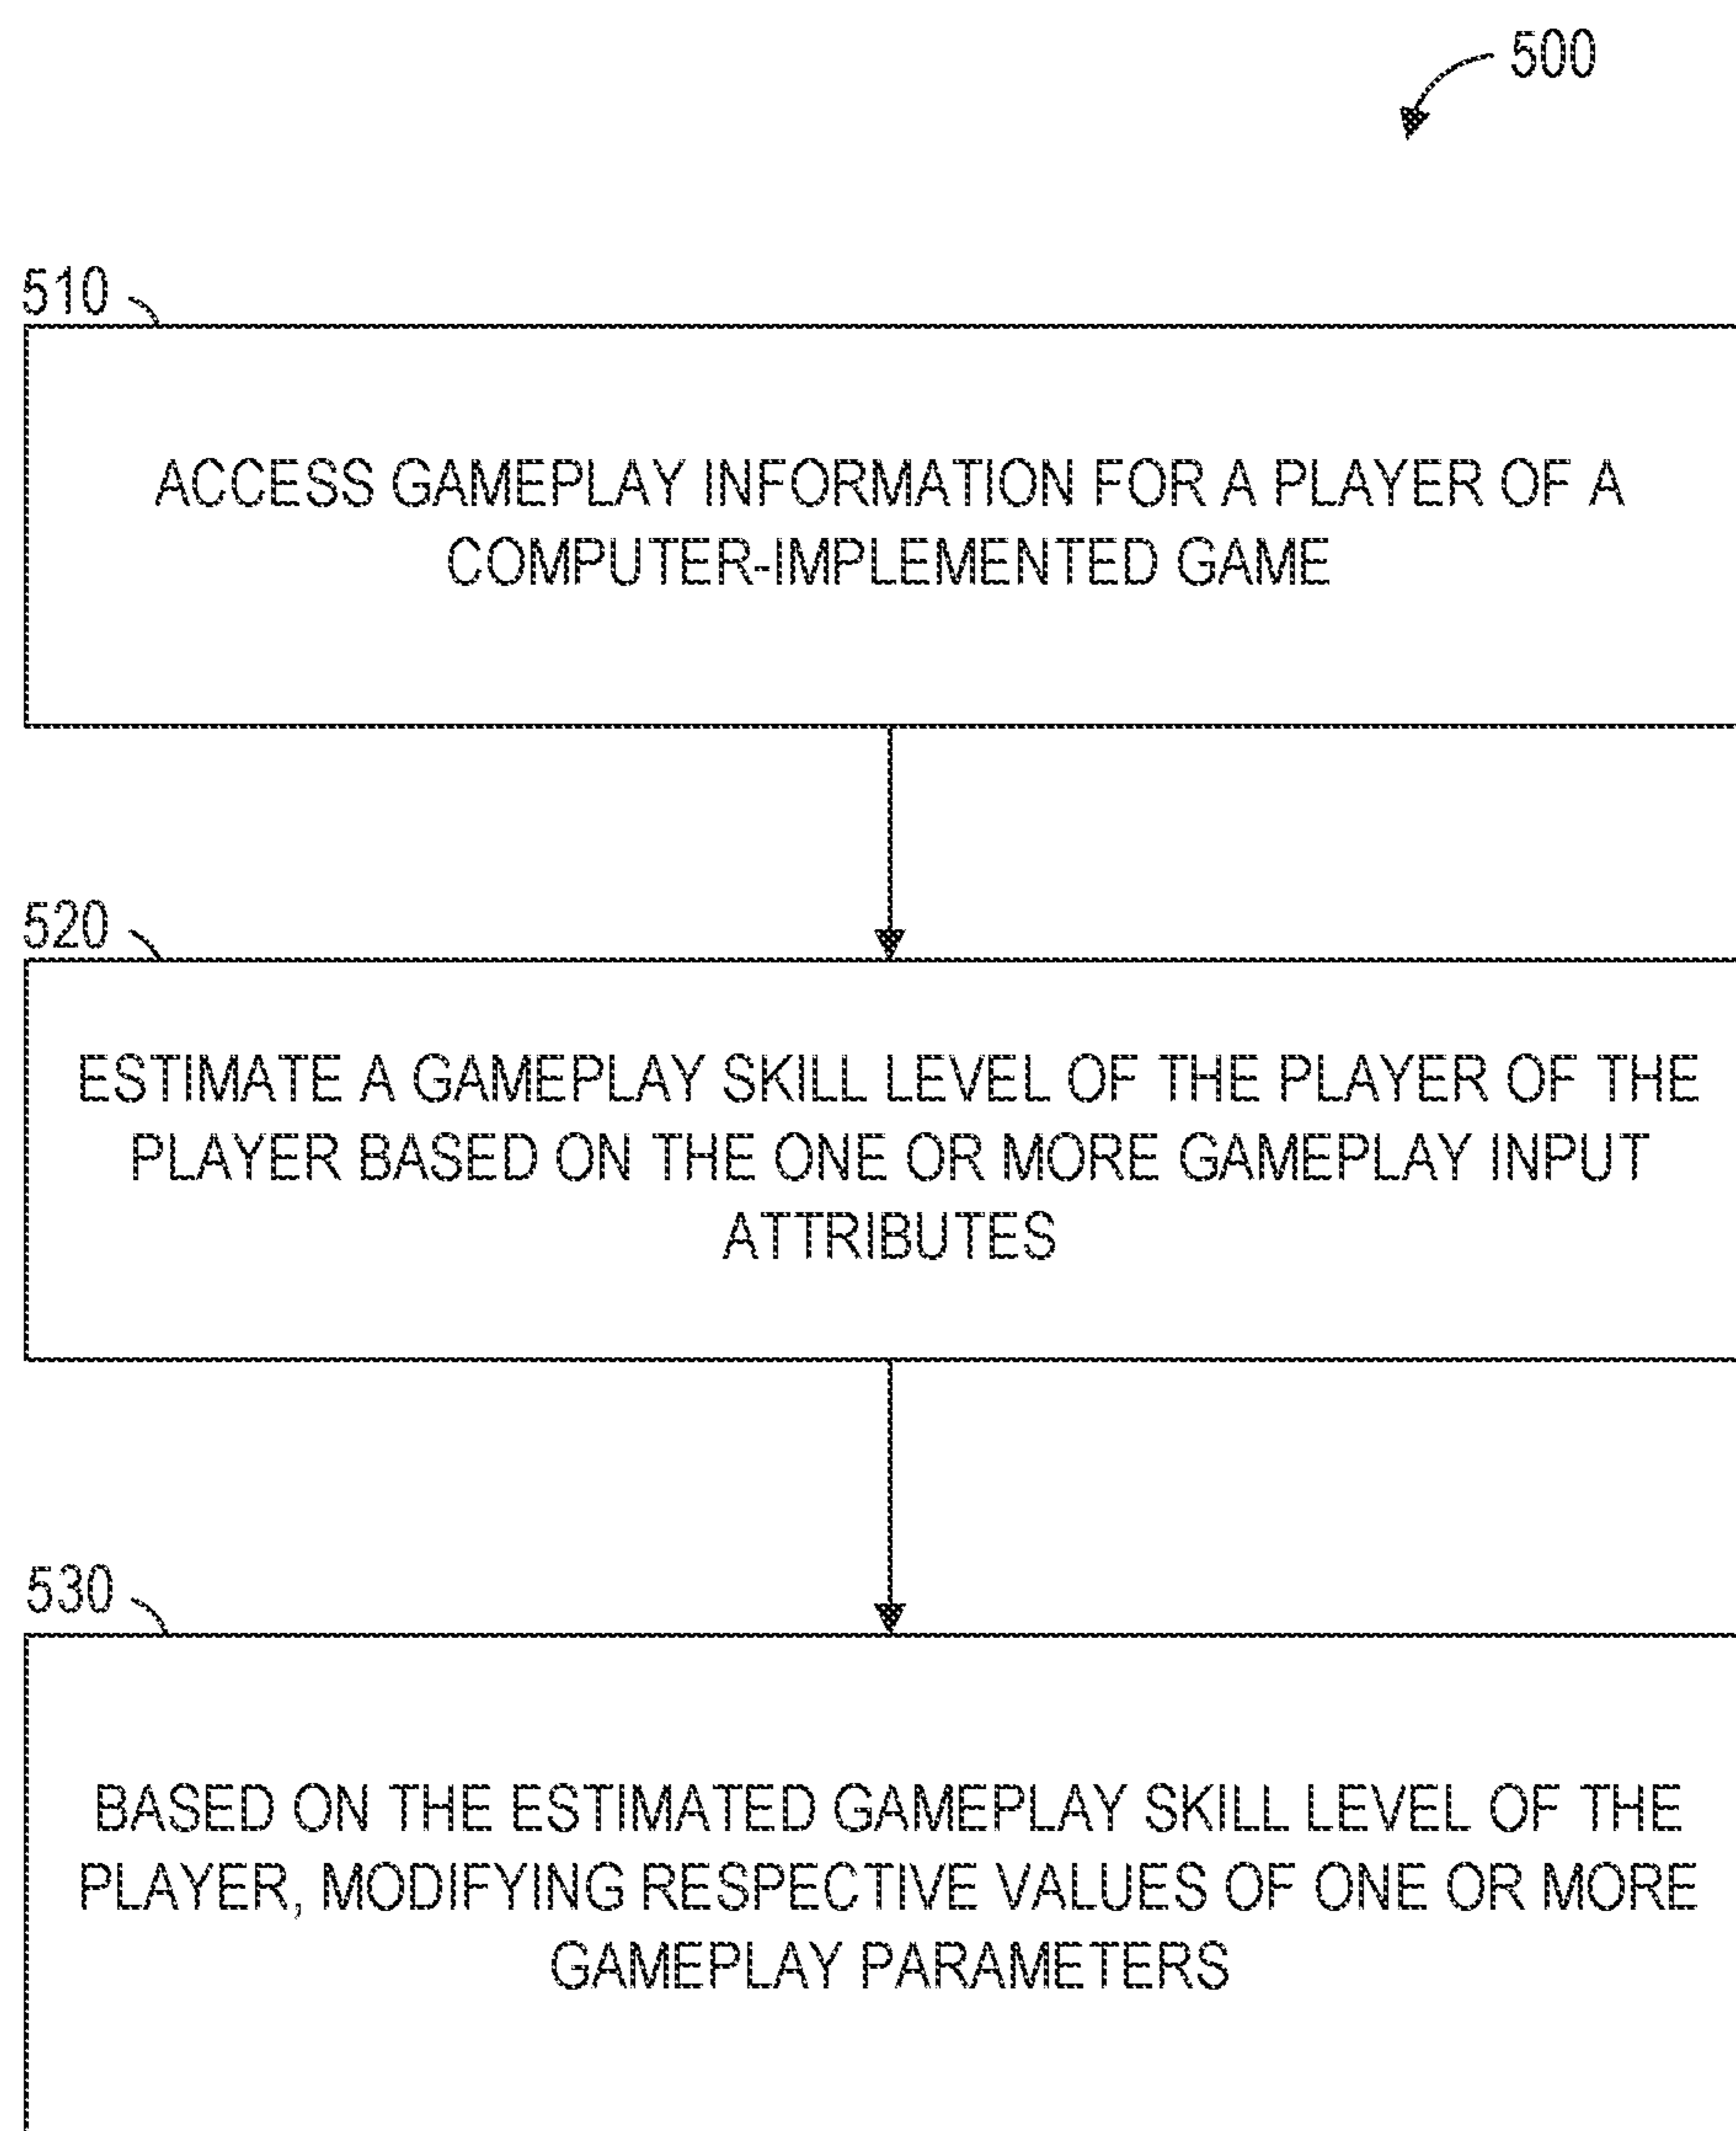 500
510
ACCESS GAMEPLAY INFORMATION FOR A PLAYER OF A
COMPUTER-IMPLEMENTED GAME
520
ESTIMATE A GAMEPLAY SKILL LEVEL OF THE PLAYER OF THE
PLAYER BASED ON THE ONE OR MORE GAMEPLAY INPUT
ATTRIBUTES
530
BASED ON THE ESTIMATED GAMEPLAY SKILL LEVEL OF THE
PLAYER, MODIFYING RESPECTIVE VALUES OF ONE OR MORE
GAMEPLAY PARAMETERS